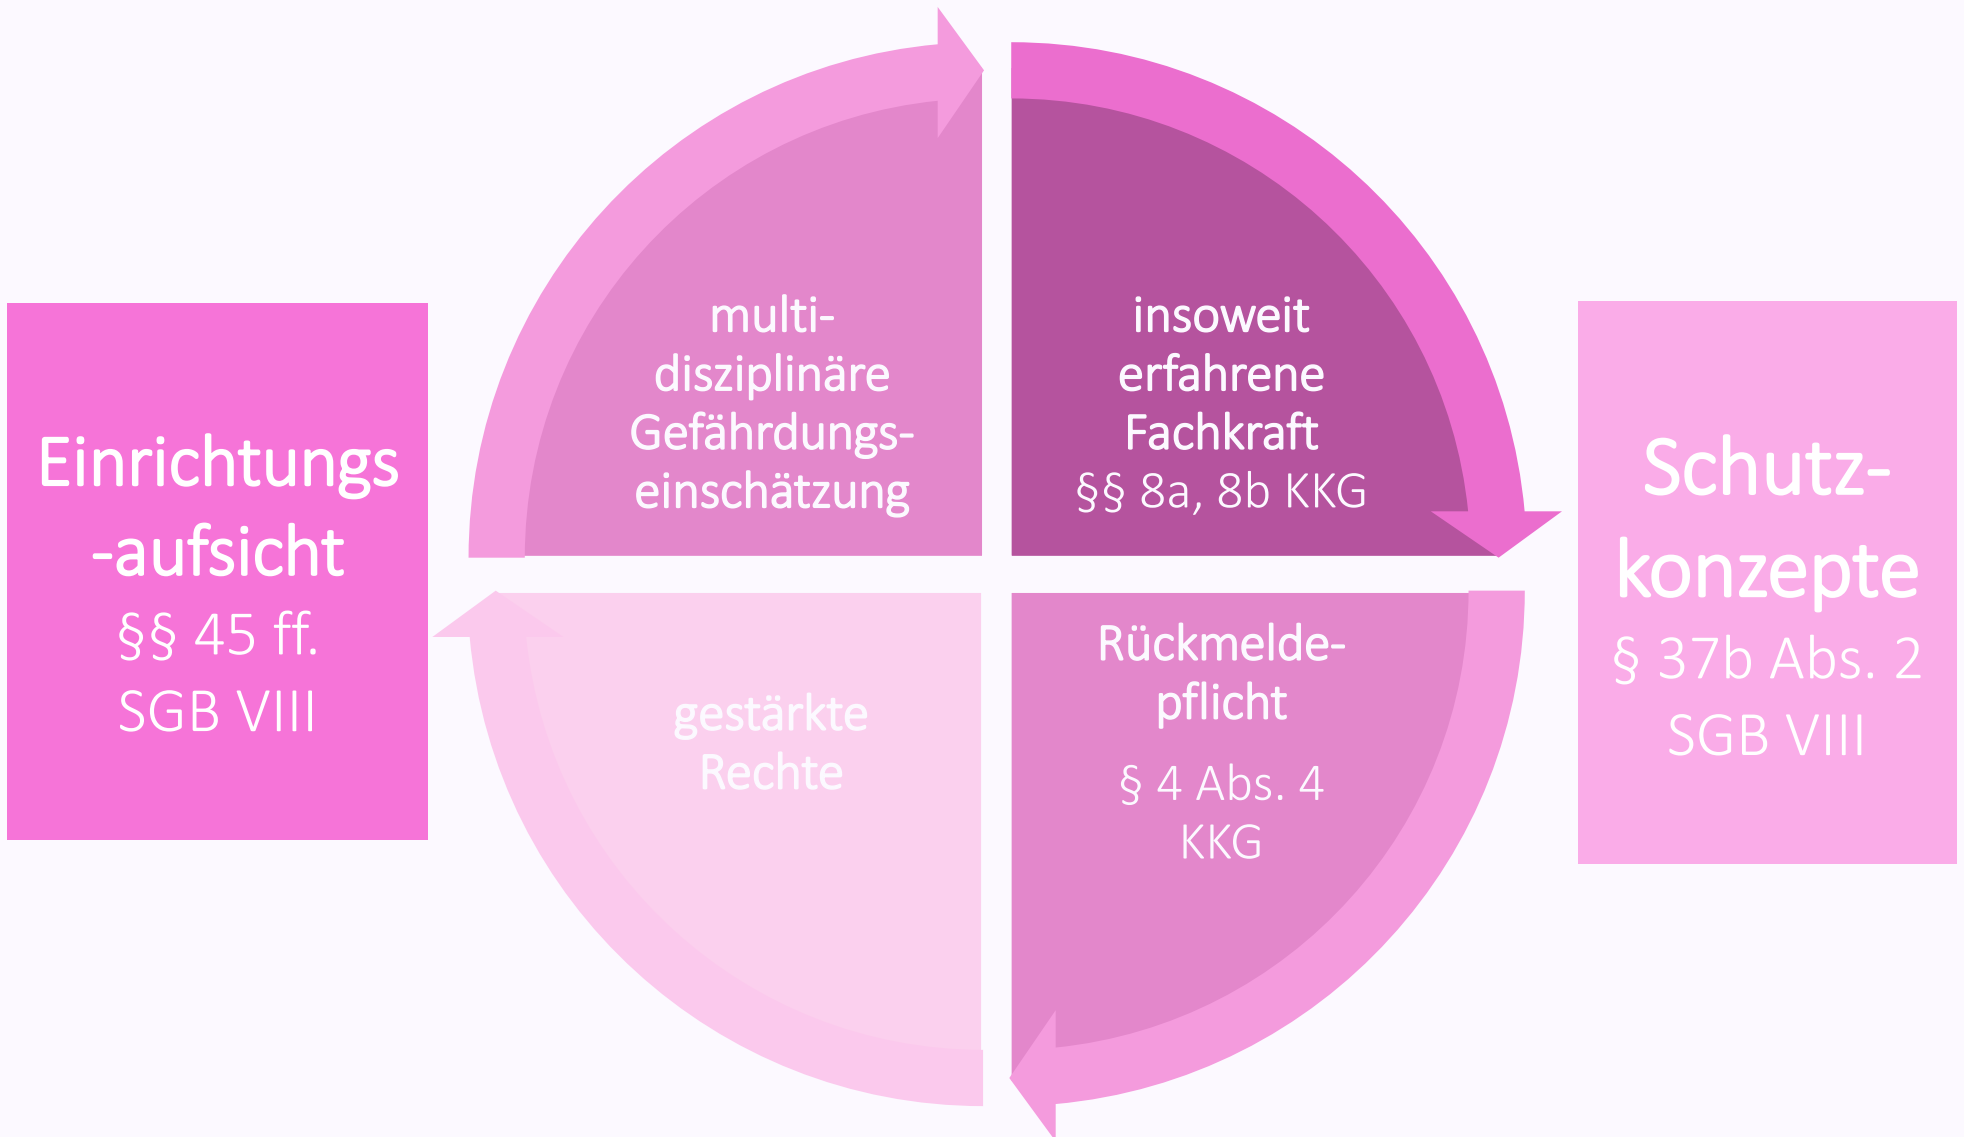 Einrichtungs
-aufsicht
§§ 45 ff.
SGB VIII
multi-
disziplinäre
Gefährdungs-
einschätzung
insoweit
erfahrene
Fachkraft
§§ 8a, 8b KKG
Rückmelde-
pflicht
§ 4 Abs. 4
KKG
gestärkte
Rechte
Schutz-
konzepte
§ 37b Abs. 2
SGB VIII